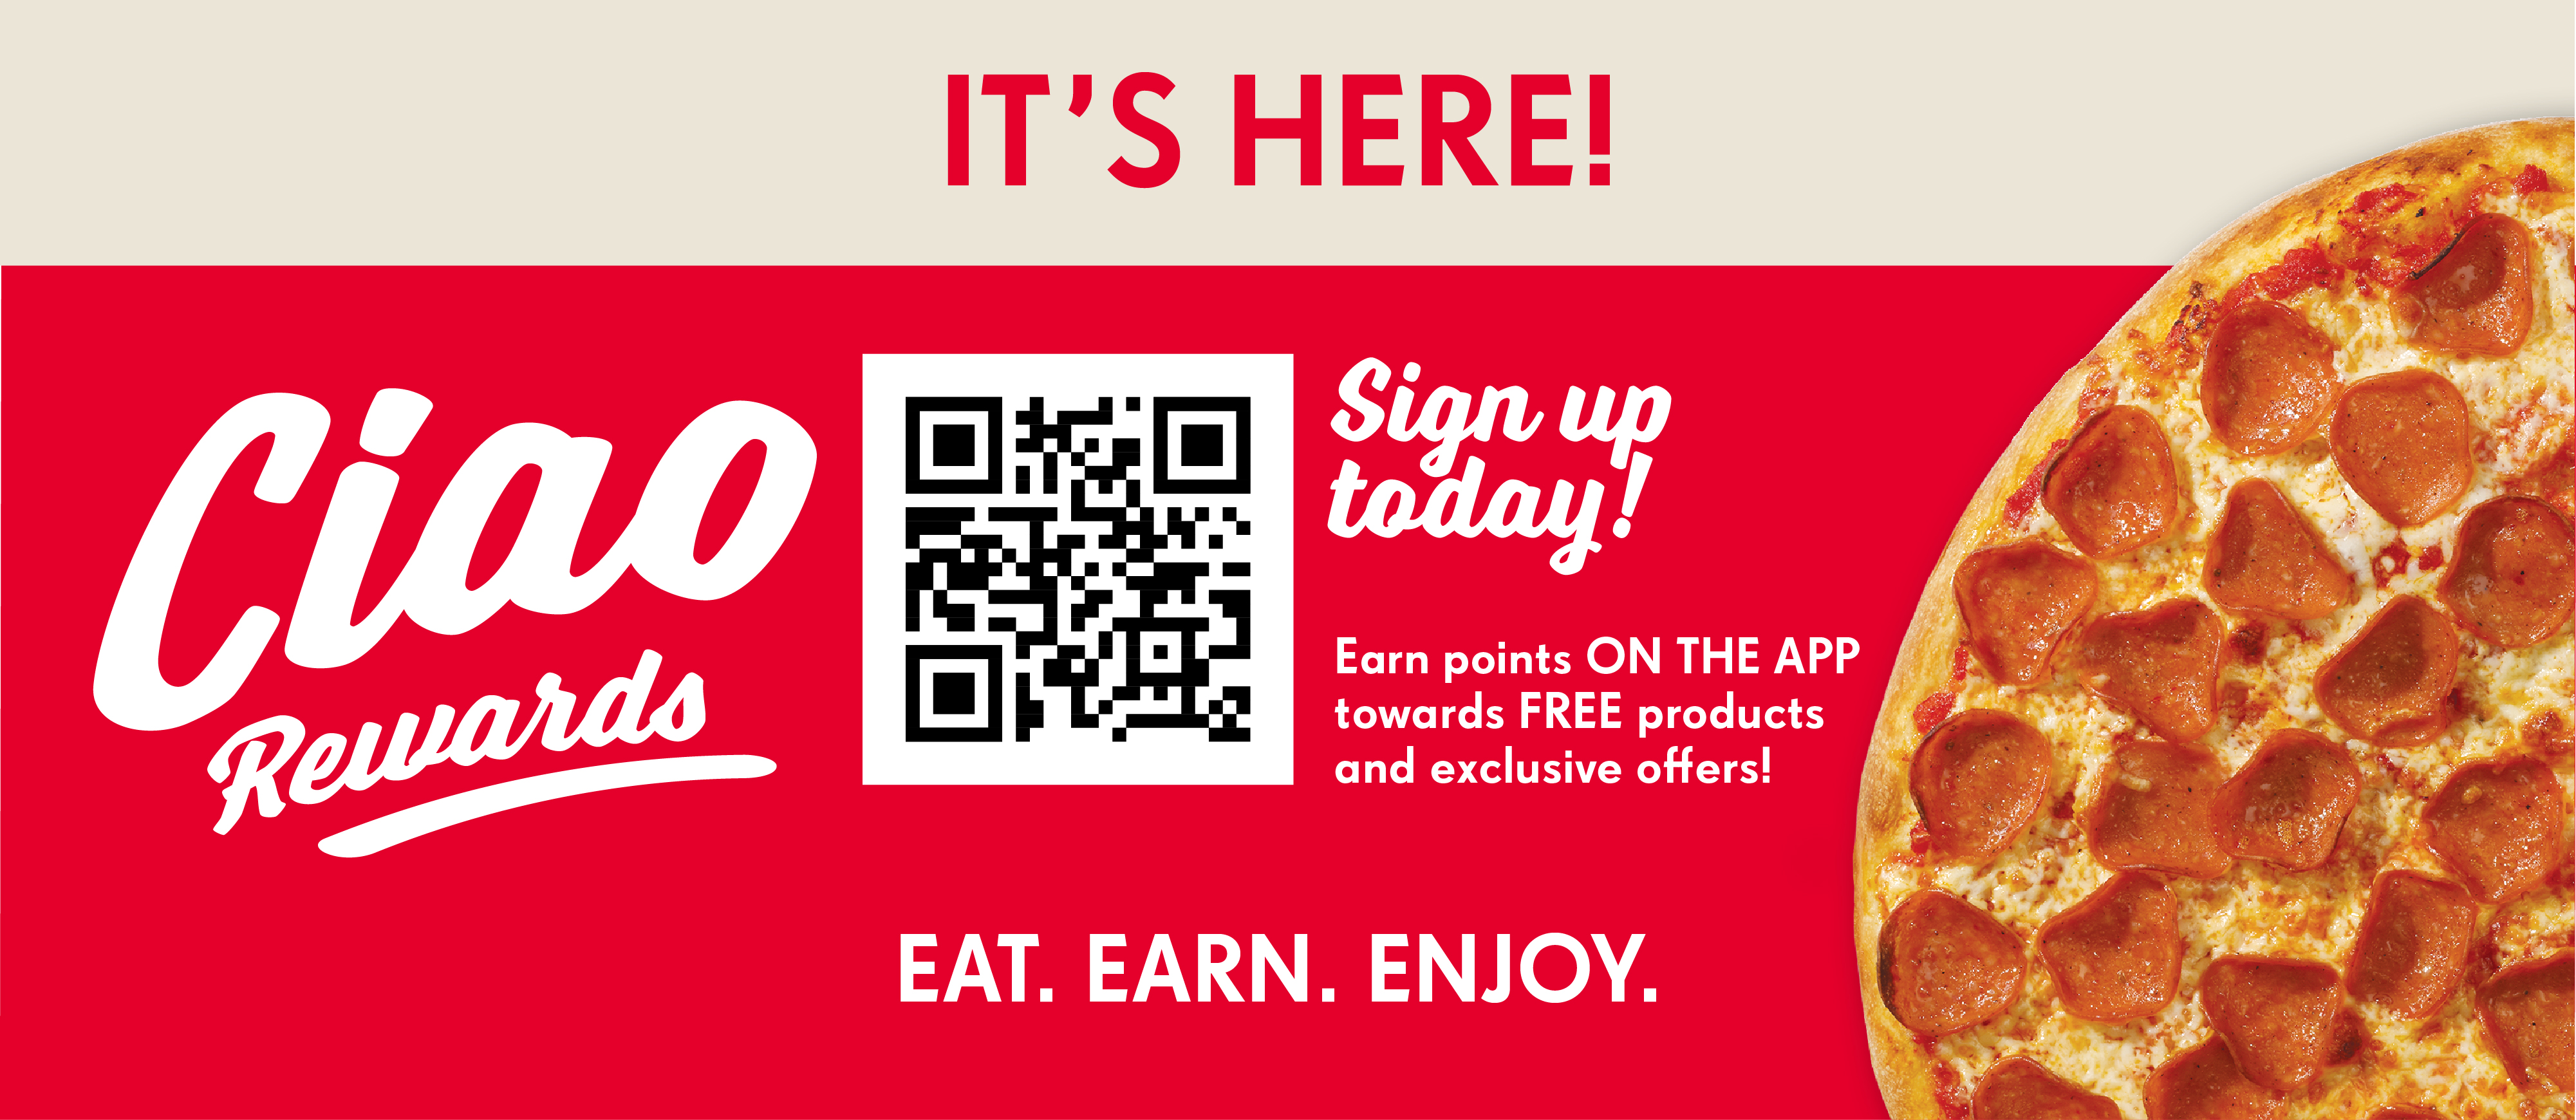 IT'S HERE!
Ciao
Rewards
Sign up
today!
Earn points ON THE APP
towards FREE products
and exclusive offers!
EAT. EARN. ENJOY.